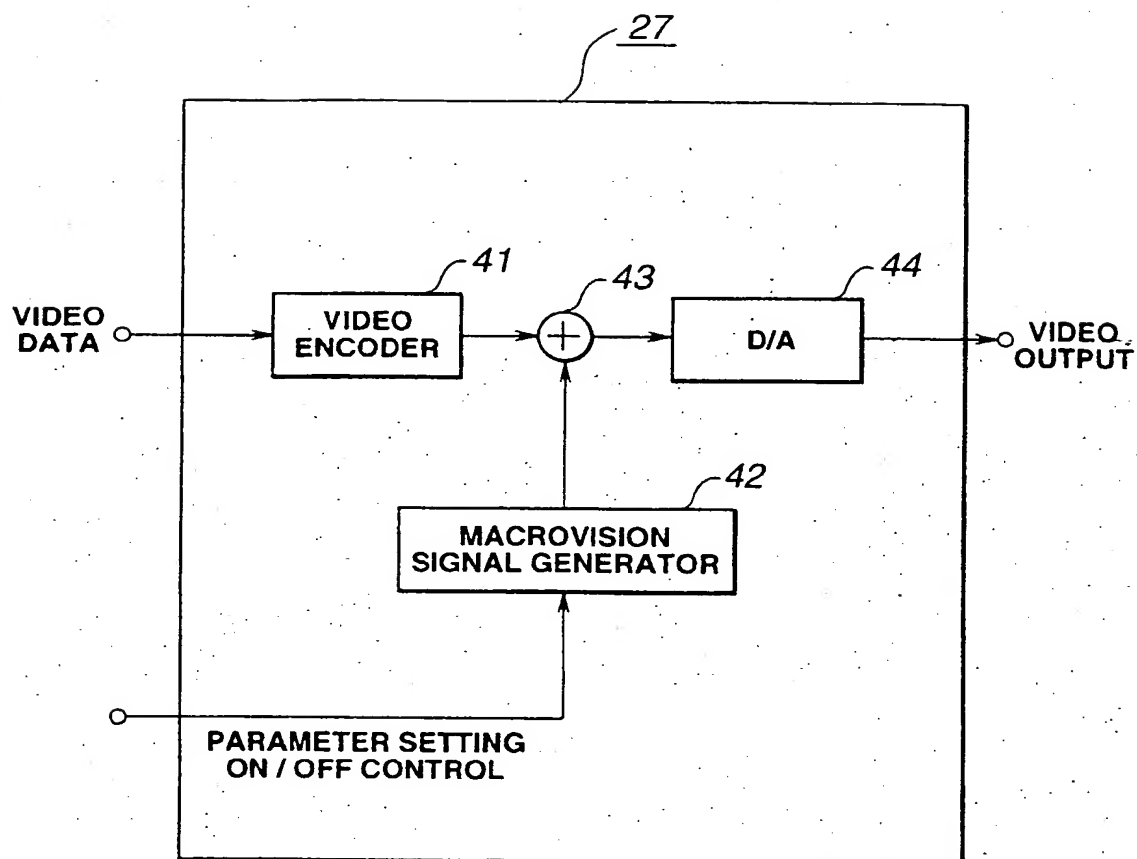 27
41
43
44
VIDEO
DATA
VIDEO
ENCODER
+
D/A
VIDEO
OUTPUT
42
MACROVISION
SIGNAL GENERATOR
PARAMETER SETTING
ON / OFF CONTROL